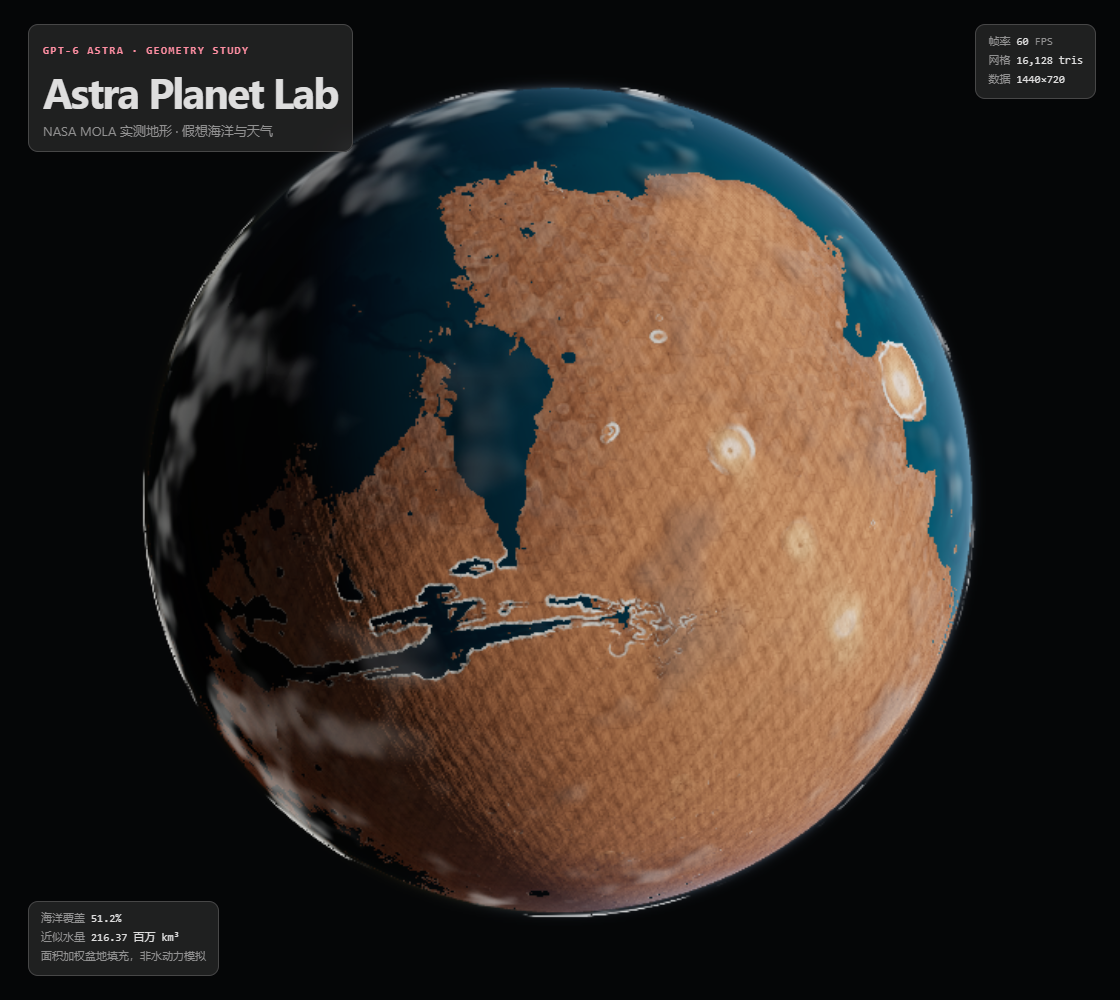 GPT-6 ASTRA · GEOMETRY STUDY
Astra Planet Lab
NASA MOLA 实测地形 · 假想海洋与天气
帧率 60 FPS
网格 16,128 tris
数据 1440×720
海洋覆盖 51.2%
近似水量 216.37 百万 km³
面积加权盆地填充，非水动力模拟